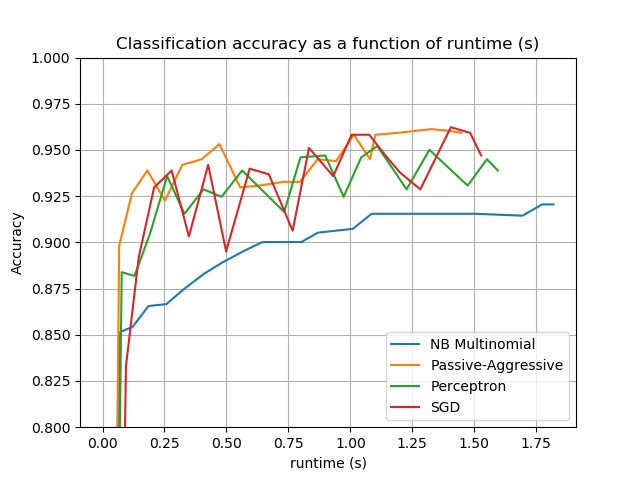 Classification accuracy as a function of runtime (s)
1.000
0.975
0.950
0.925
0.900
0.875
0.850
0.825
0.800
Accuracy
NB Multinomial
Passive-Aggressive
Perceptron
SGD
0.00 0.25 0.50 0.75 1.00 1.25 1.50 1.75
runtime (s)